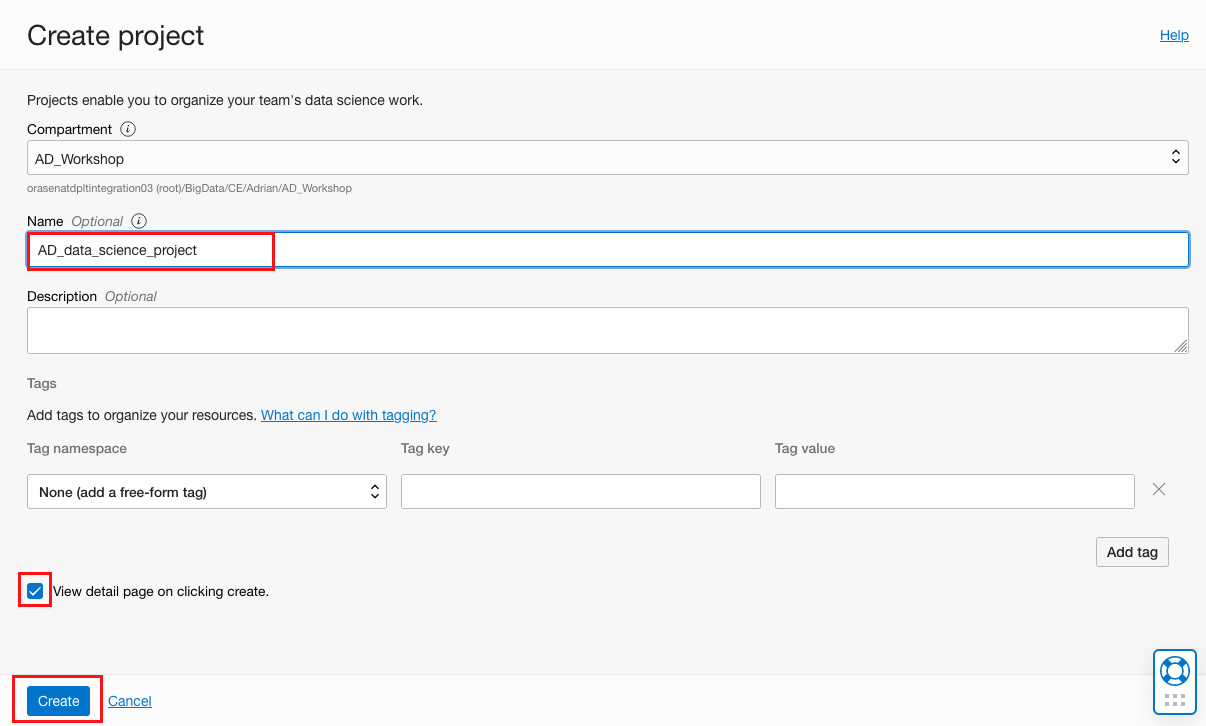 Create project
Help
Projects enable you to organize your team's data science work.
Compartment
AD_Workshop
orasenatdpltintegration03 (root)/BigData/CE/Adrian/AD_Workshop
Name Optional
AD_data_science_project
Description Optional
Tags
Add tags to organize your resources. What can I do with tagging?
Tag namespace Tag key Tag value
None (add a free-form tag)
Add tag
View detail page on clicking create.
Create Cancel